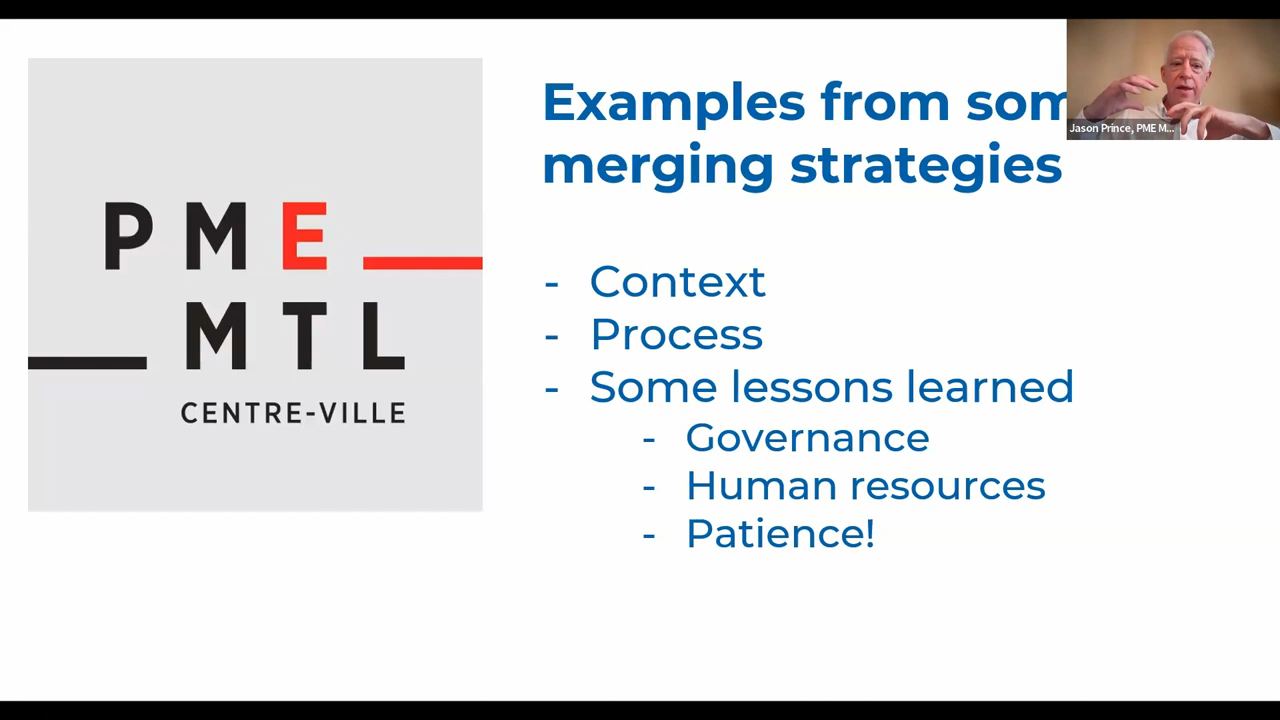 PME
MTL
CENTRE-VILLE
Examples from som
merging strategies
- Context
- Process
- Some lessons learned
- Governance
- Human resources
- Patience!
Jason Prince, PME M...